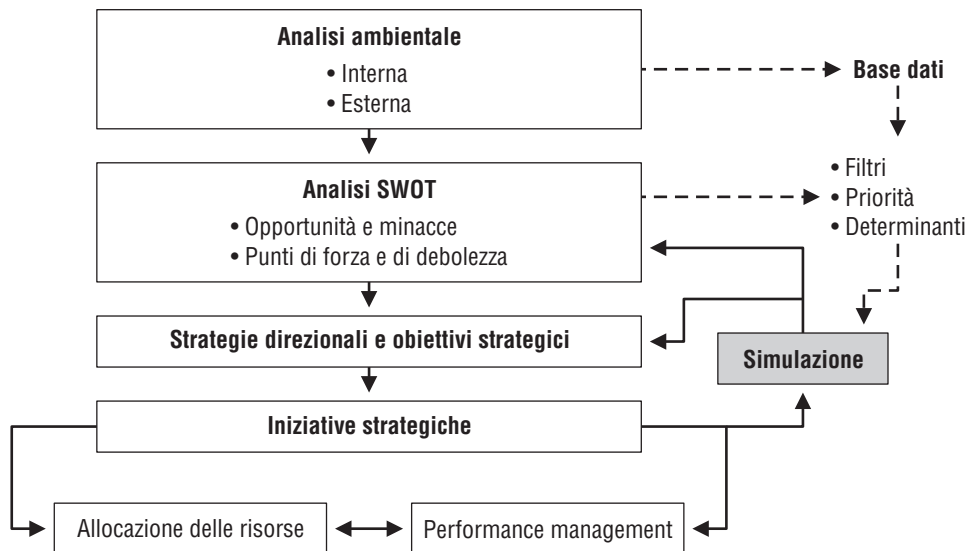 Analisi ambientale
• Interna
• Esterna
Base dati
Analisi SWOT
• Opportunità e minacce
• Punti di forza e di debolezza
• Filtri
• Priorità
• Determinanti
Strategie direzionali e obiettivi strategici
Simulazione
Iniziative strategiche
Allocazione delle risorse
Performance management